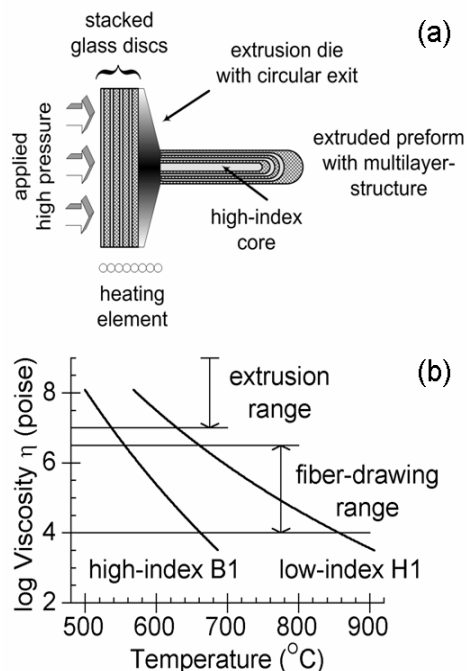 (a)
stacked
glass discs
extrusion die
with circular exit
applied
high pressure
extruded preform
with multilayer-
structure
high-index
core
heating
element
(b)
8
6
4
2
log Viscosity η (poise)
extrusion
range
fiber-drawing
range
high-index B1
low-index H1
500 600 700 800 900
Temperature (°C)